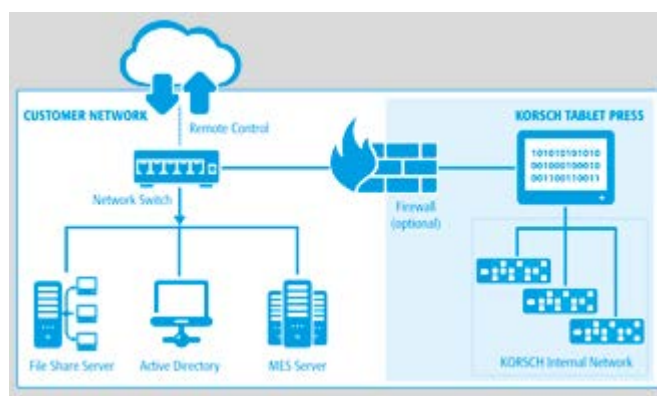 CUSTOMER NETWORK
Remote Control
Network Switch
File Share Server
Active Directory
MES Server
Firewall
(optional)
KORSCH TABLET PRESS
101010101010
001000100010
001100110011
KORSCH Internal Network